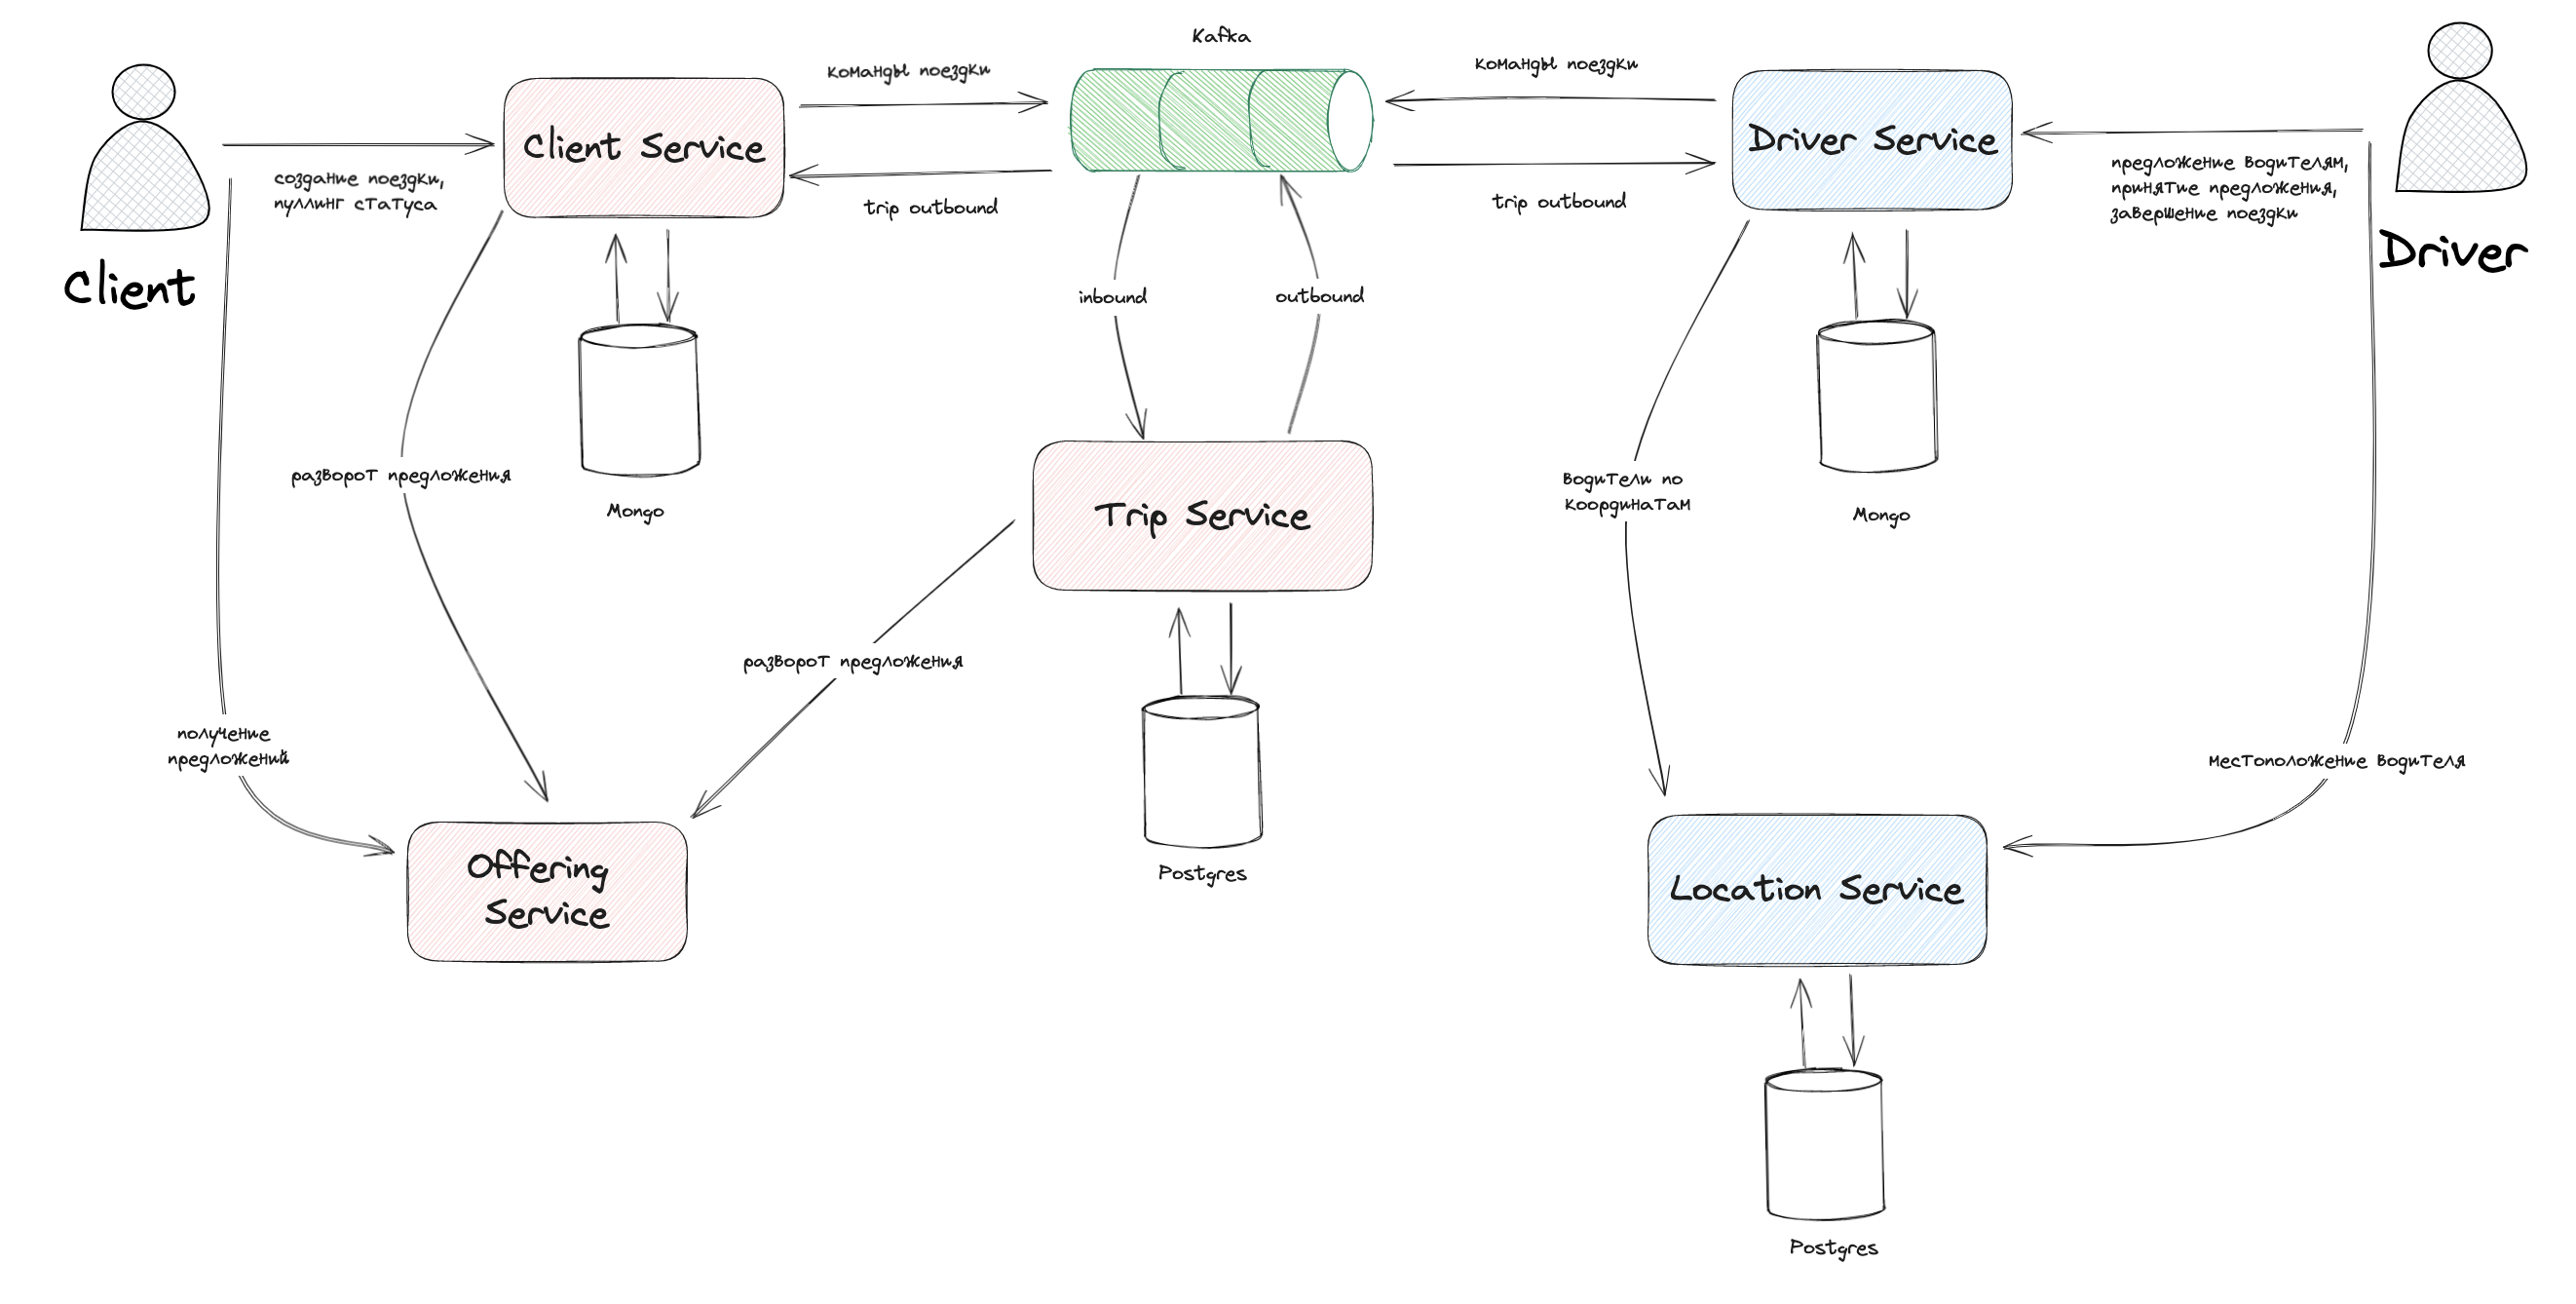 Kafka
команды поездки
команды поездки
Client Service
Driver Service
создание поездки,
пуллинг статуса
trip outbound
trip outbound
предложение водителям,
принятие предложения,
завершение поездки
Client
Driver
inbound
outbound
разворот предложения
Mongo
Trip Service
водители по
координатам
Mongo
разворот предложения
получение
предложений
местоположение водителя
Offering
Service
Postgres
Location Service
Postgres